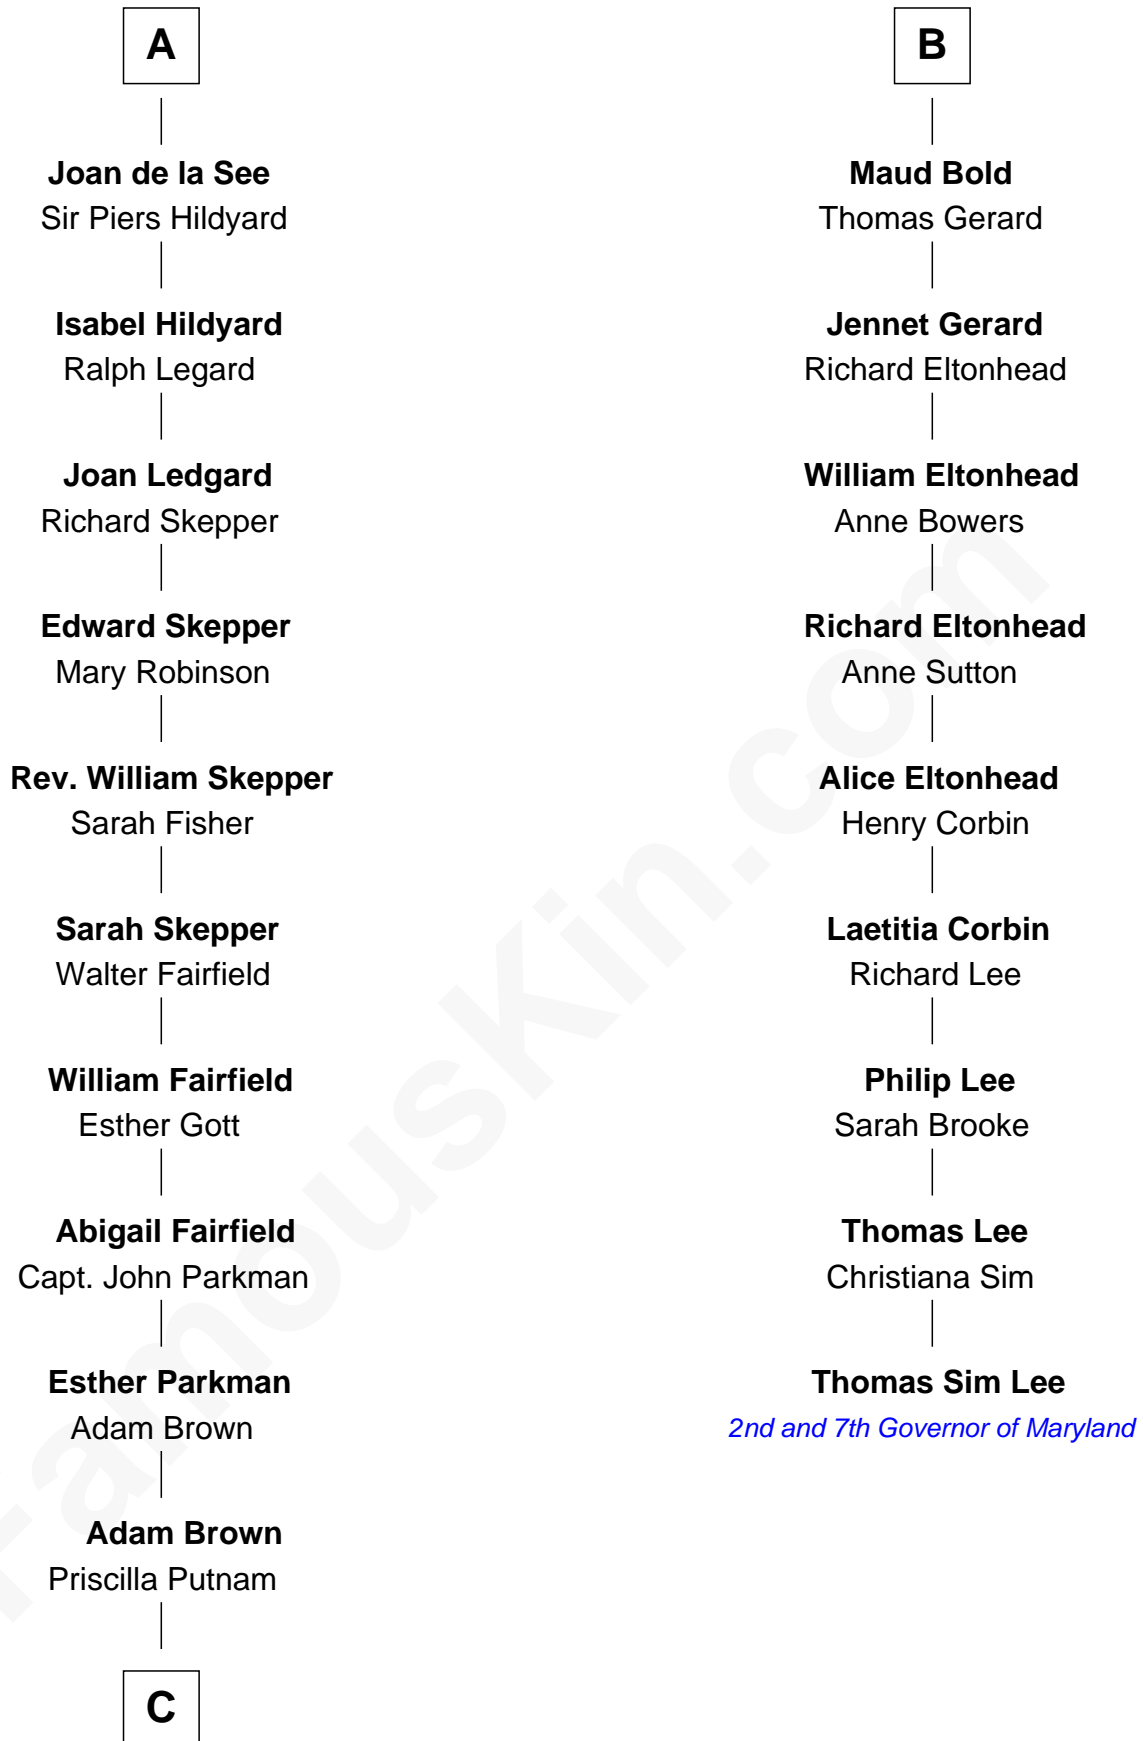 A
Joan de la See
Sir Piers Hildyard
Isabel Hildyard
Ralph Legard
Joan Ledgard
Richard Skepper
Edward Skepper
Mary Robinson
Rev. William Skepper
Sarah Fisher
Sarah Skepper
Walter Fairfield
William Fairfield
Esther Gott
Abigail Fairfield
Capt. John Parkman
Esther Parkman
Adam Brown
Adam Brown
Priscilla Putnam
C
B
Maud Bold
Thomas Gerard
Jennet Gerard
Richard Eltonhead
William Eltonhead
Anne Bowers
Richard Eltonhead
Anne Sutton
Alice Eltonhead
Henry Corbin
Laetitia Corbin
Richard Lee
Philip Lee
Sarah Brooke
Thomas Lee
Christiana Sim
Thomas Sim Lee
2nd and 7th Governor of Maryland
FamousKin.com